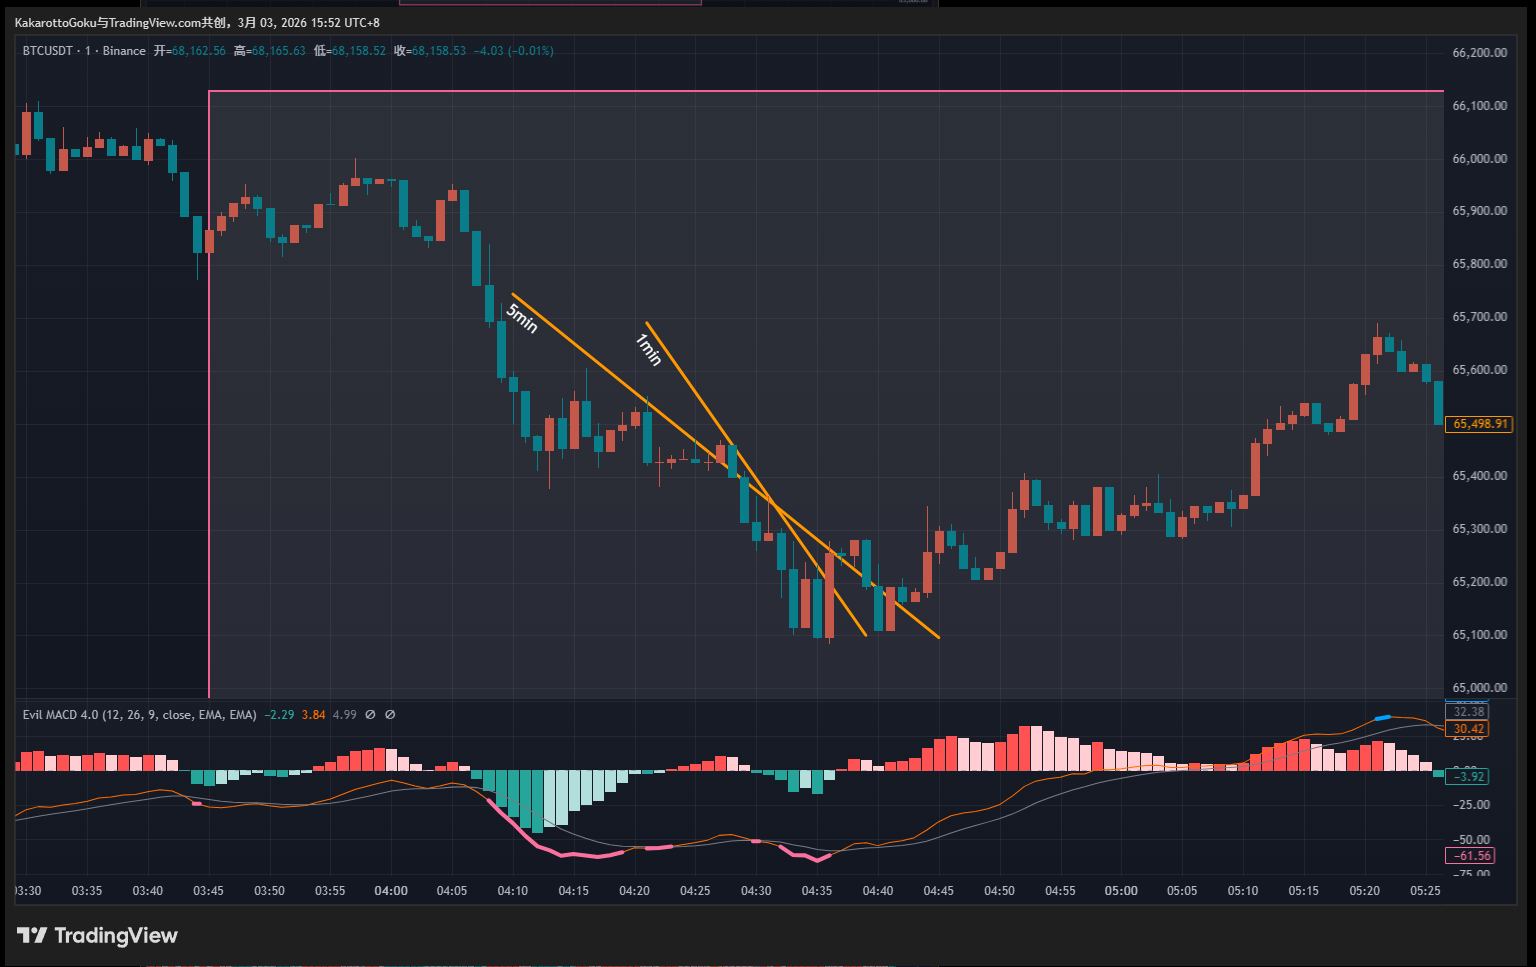 KakarottoGoku与TradingView.com共创，3月 03, 2026 15:52 UTC+8
BTCUSDT · 1 · Binance 开=68,162.56 高=68,165.63 低=68,158.52 收=68,158.53 −4.03 (−0.01%)
66,200.00
66,100.00
66,000.00
65,900.00
65,800.00
65,700.00
65,600.00
65,498.91
65,400.00
65,300.00
65,200.00
65,100.00
65,000.00
5min
1min
Evil MACD 4.0 (12, 26, 9, close, EMA, EMA) −2.29 3.84 4.99 ∅ ∅
32.38
30.42
−3.92
−25.00
−50.00
−61.56
−75.00
03:30 03:35 03:40 03:45 03:50 03:55 04:00 04:05 04:10 04:15 04:20 04:25 04:30 04:35 04:40 04:45 04:50 04:55 05:00 05:05 05:10 05:15 05:20 05:25
TradingView